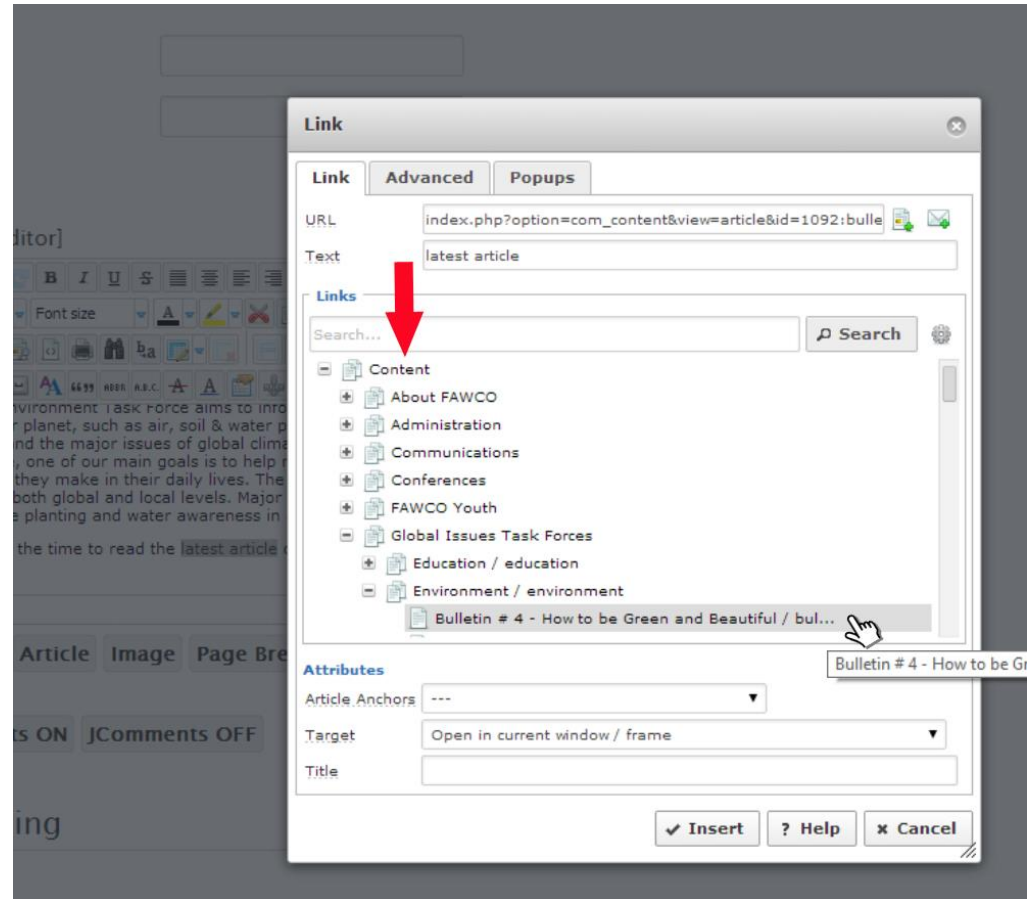 Link
Link Advanced Popups
URL index.php?option=com_content&view=article&id=1092:bulle
Text latest article
Links
Search... Search
Content
About FAWCO
Administration
Communications
Conferences
FAWCO Youth
Global Issues Task Forces
Education / education
Environment / environment
Bulletin # 4 - How to be Green and Beautiful / bul...
Bulletin # 4 - How to be Gr
Attributes
Article Anchors ---
Target Open in current window / frame
Title
Insert ? Help Cancel
ditor]
B I U S
Font size A
A A
nvironment Task Force aims to info
r planet, such as air, soil & water p
nd the major issues of global clima
, one of our main goals is to help
they make in their daily lives. The
both global and local levels. Major
e planting and water awareness in
the time to read the latest article
Article Image Page Bre
ts ON JComments OFF
ing